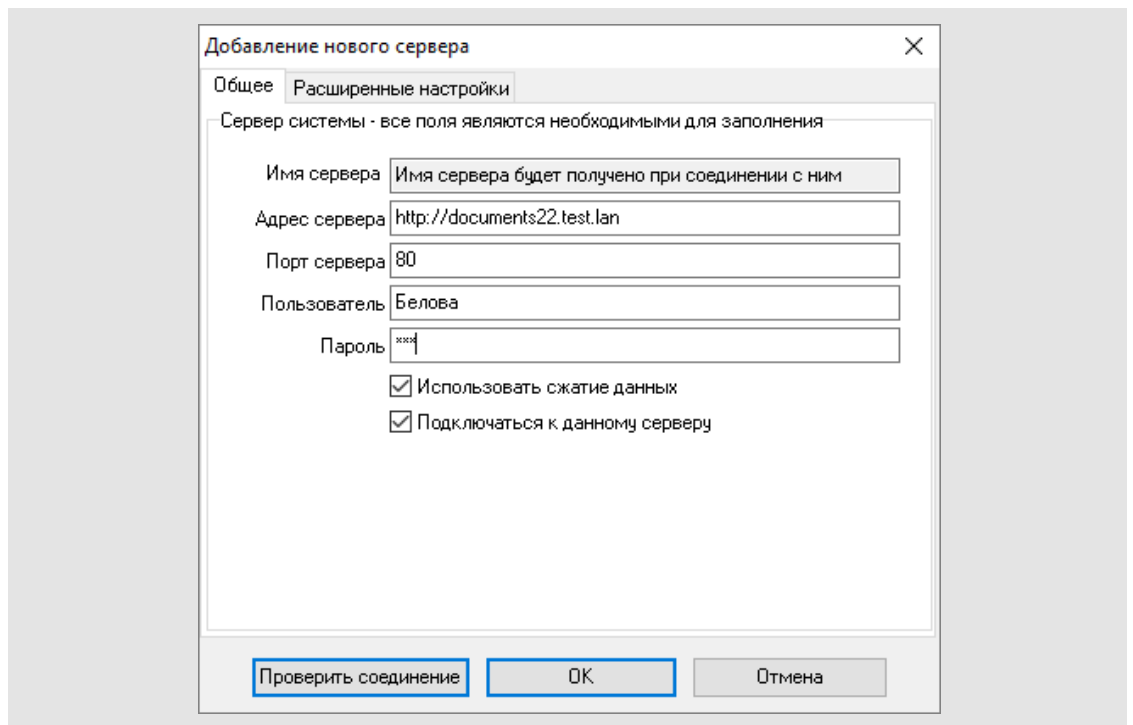 Добавление нового сервера
Общее Расширенные настройки
Сервер системы - все поля являются необходимыми для заполнения
Имя сервера Имя сервера будет получено при соединении с ним
Адрес сервера http://documents22.test.lan
Порт сервера 80
Пользователь Белова
Пароль ***
Использовать сжатие данных
Подключаться к данному серверу
Проверить соединение OK Отмена